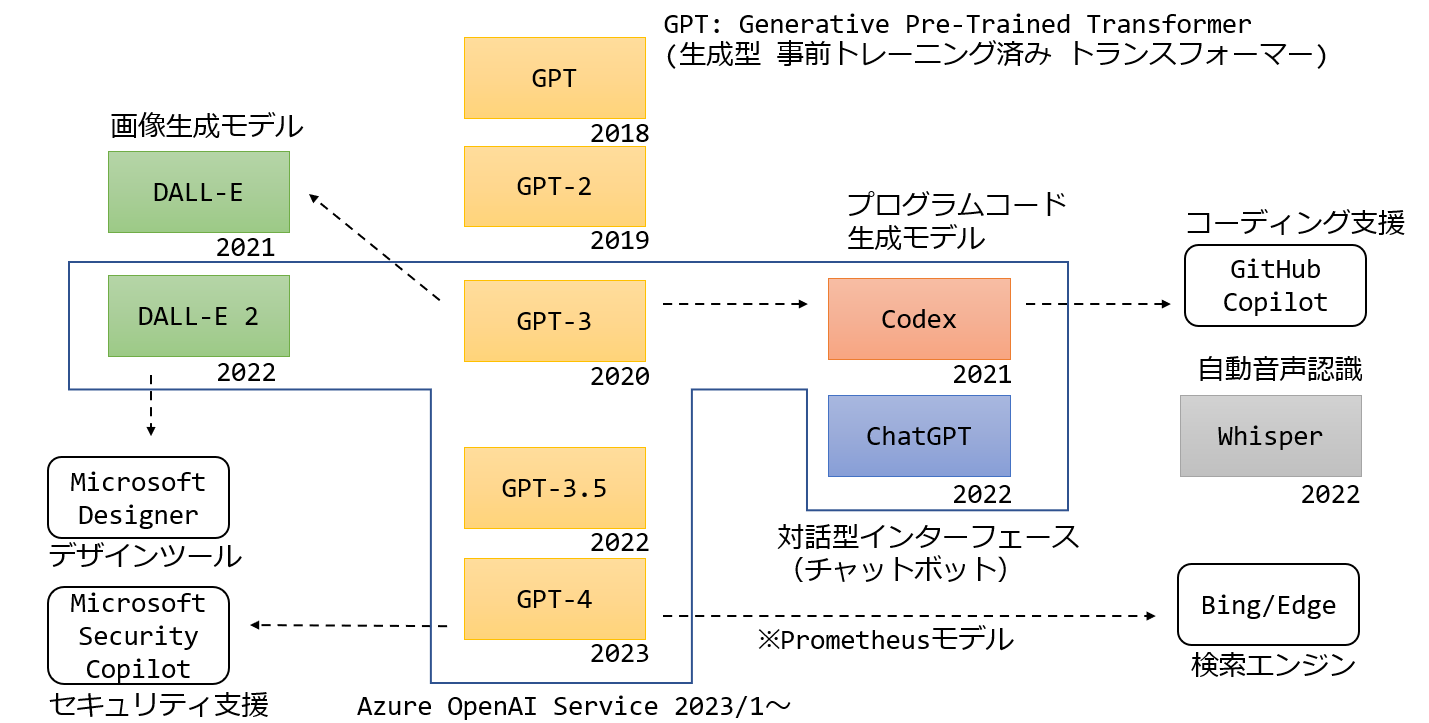 GPT: Generative Pre-Trained Transformer
(生成型 事前トレーニング済み トランスフォーマー)
GPT
2018
画像生成モデル
DALL-E
2021
GPT-2
2019
プログラムコード
生成モデル
コーディング支援
GitHub
Copilot
DALL-E 2
2022
GPT-3
2020
Codex
2021
自動音声認識
ChatGPT
2022
Whisper
2022
Microsoft
Designer
デザインツール
GPT-3.5
2022
対話型インターフェース
（チャットボット）
Microsoft
Security
Copilot
セキュリティ支援
GPT-4
2023
※Prometheusモデル
Bing/Edge
検索エンジン
Azure OpenAI Service 2023/1～